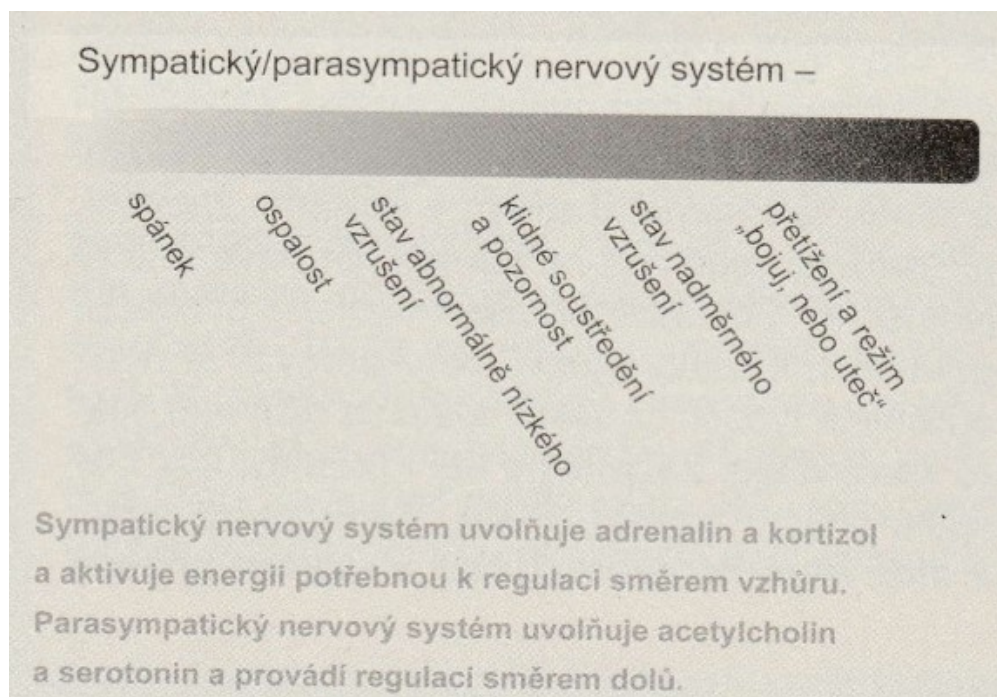 Sympatický/parasympatický nervový systém –
spánek
ospalost
stav abnormálně nízkého
vzrušení
klidné soustředění
a pozornost
stav nadměrného
vzrušení
přetížení a režim
„bojuj, nebo uteč“
Sympatický nervový systém uvolňuje adrenalin a kortizol
a aktivuje energii potřebnou k regulaci směrem vzhůru.
Parasympatický nervový systém uvolňuje acetylcholin
a serotonin a provádí regulaci směrem dolů.